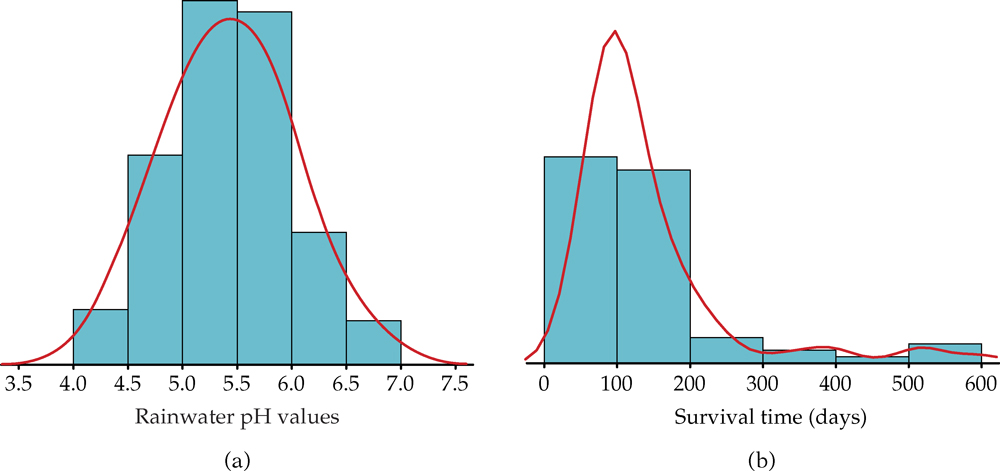 3.5 4.0 4.5 5.0 5.5 6.0 6.5 7.0 7.5
Rainwater pH values
(a)
0 100 200 300 400 500 600
Survival time (days)
(b)